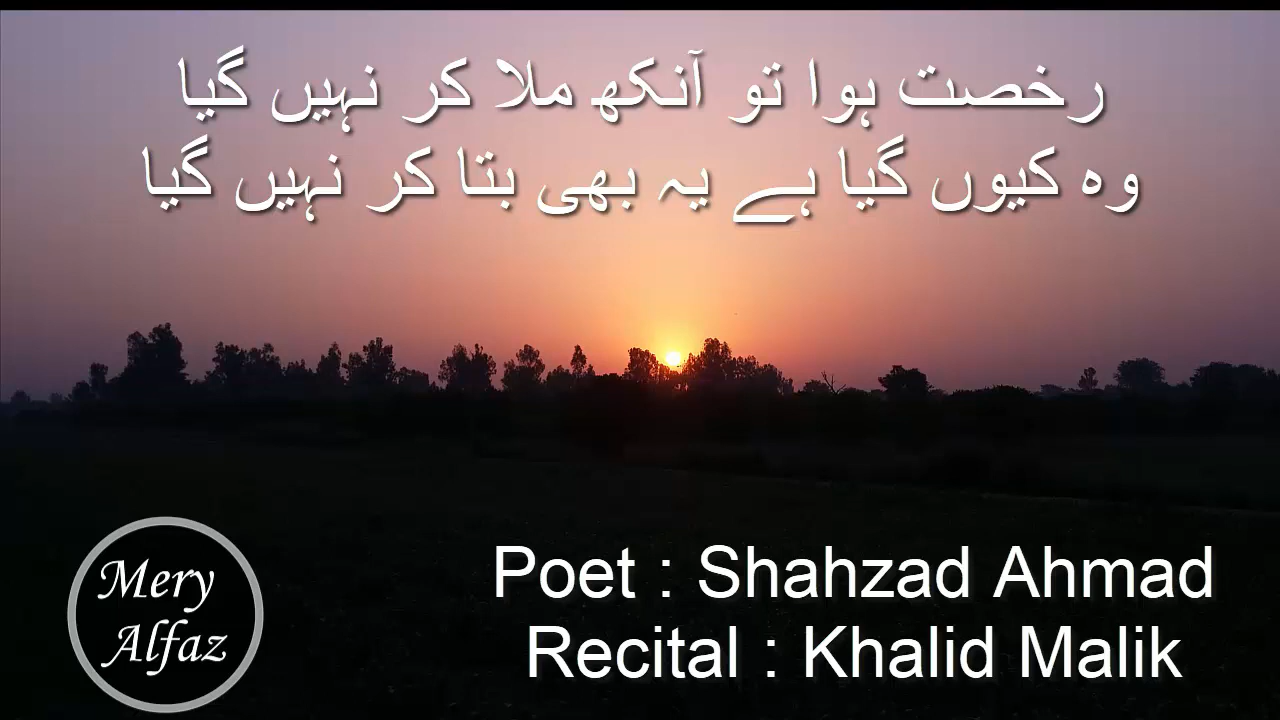 رخصت ہوا تو آنکھ ملا کر نہیں گیا
وہ کیوں گیا ہے یہ بھی بتا کر نہیں گیا
Poet : Shahzad Ahmad
Recital : Khalid Malik
Mery
Alfaz